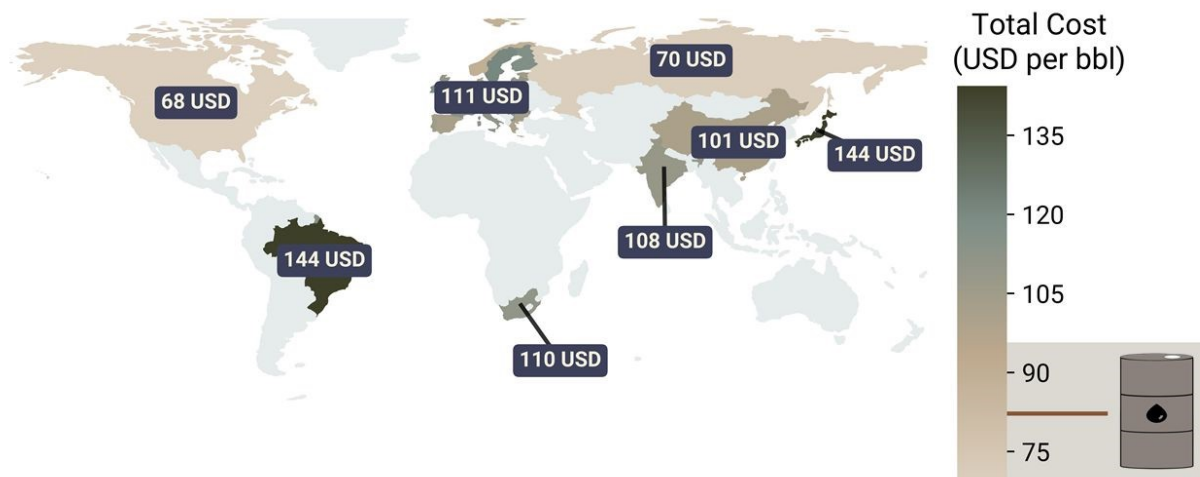 Total Cost
(USD per bbl)
70 USD
68 USD
111 USD
101 USD
144 USD
108 USD
144 USD
110 USD
135
120
105
90
75